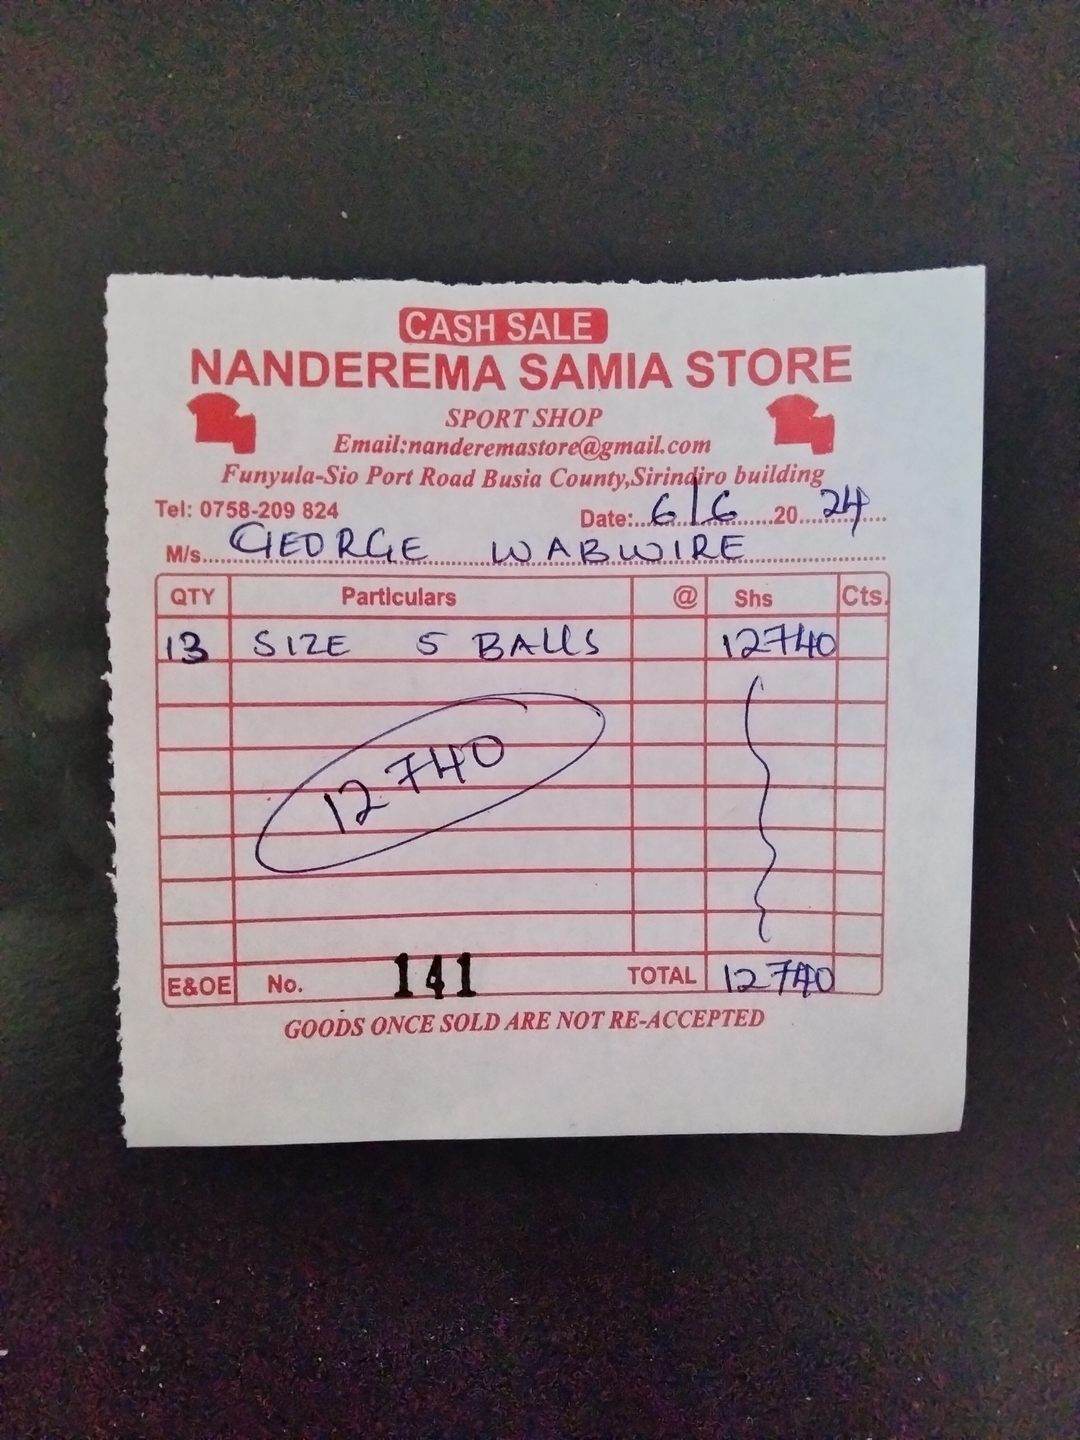 CASH SALE
NANDEREMA SAMIA STORE
SPORT SHOP
Email:nanderemastore@gmail.com
Funyula-Sio Port Road Busia County,Sirindiro building
Tel: 0758-209 824 Date:..6/6......20...24...
M/s...GEORGE WABWIRE...
QTY Particulars @ Shs Cts.
13 SIZE 5 BALLS 12740
12740
E&OE No. 141 TOTAL 12740
GOODS ONCE SOLD ARE NOT RE-ACCEPTED